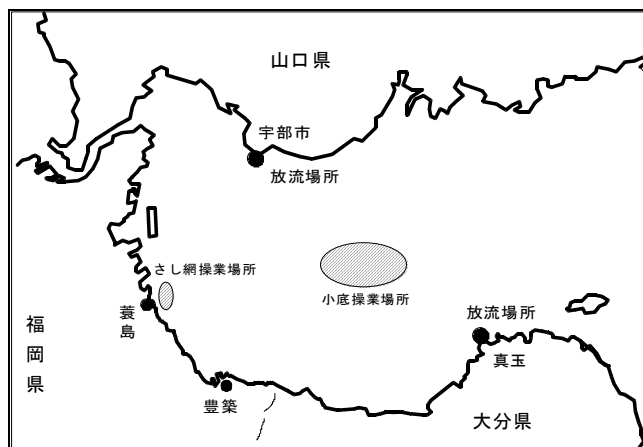 山口県
宇部市
放流場所
さし網操業場所
小底操業場所
蓑島
福岡県
放流場所
真玉
豊築
大分県